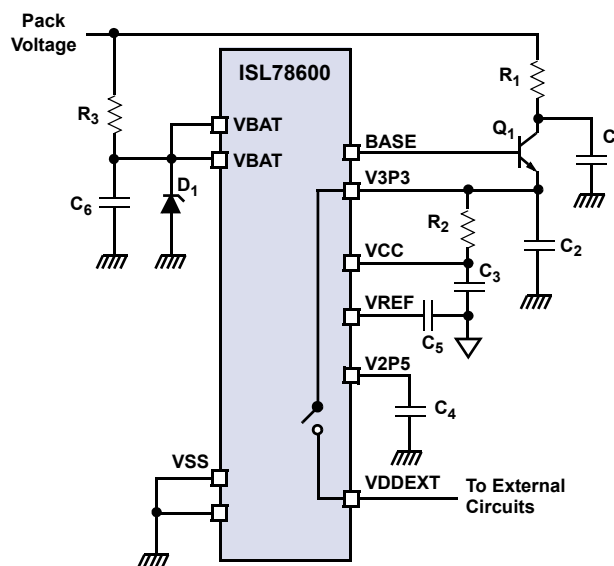 Pack
Voltage
ISL78600
R1
R3
VBAT
VBAT
BASE
Q1
C
V3P3
D1
C6
R2
C2
VCC
C3
VREF
C5
V2P5
C4
VSS
VDDEXT
To External
Circuits